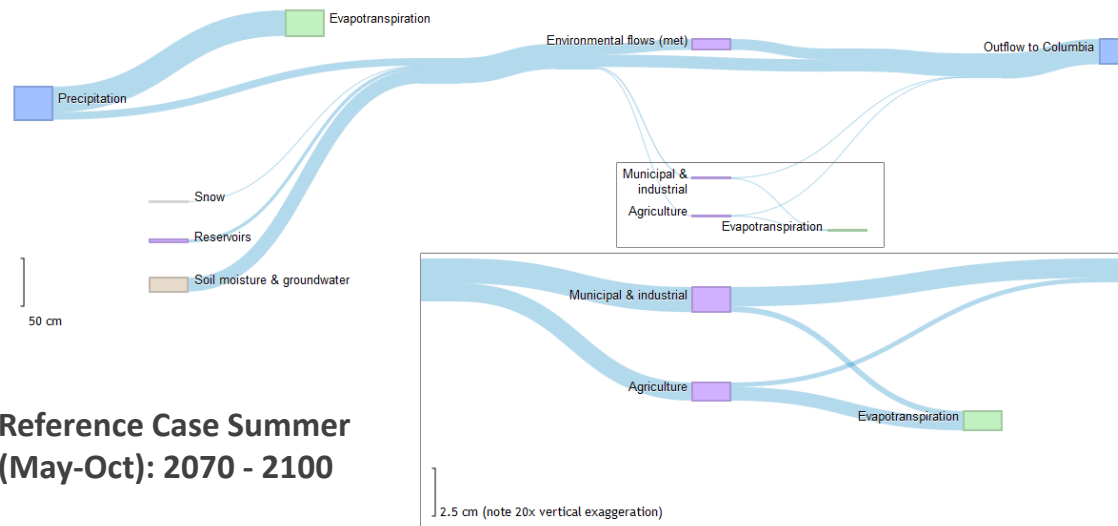 Evapotranspiration
Environmental flows (met)
Outflow to Columbia
Precipitation
Municipal &
industrial
Snow
Agriculture
Evapotranspiration
Reservoirs
Soil moisture & groundwater
50 cm
Municipal & industrial
Agriculture
Evapotranspiration
Reference Case Summer
(May-Oct): 2070 - 2100
2.5 cm (note 20x vertical exaggeration)